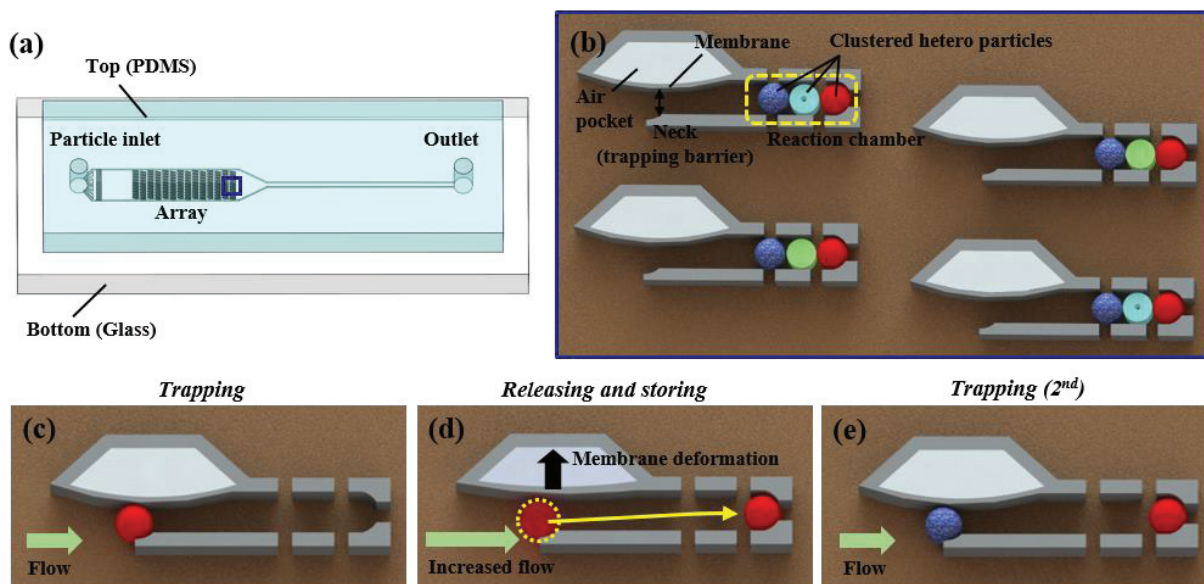 (a)
Top (PDMS)
Particle inlet
Outlet
Array
Bottom (Glass)
(b)
Membrane
Clustered hetero particles
Air
pocket
Neck
(trapping barrier)
Reaction chamber
Trapping
(c)
Flow
Releasing and storing
(d)
Membrane deformation
Increased flow
Trapping (2nd)
(e)
Flow